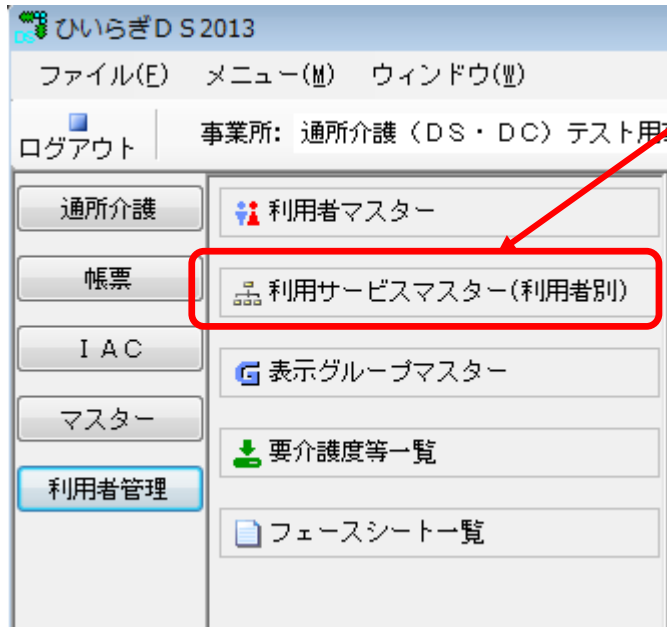 ひいらぎDS2013
ファイル(F) メニュー(M) ウィンドウ(W)
ログアウト 事業所: 通所介護(DS・DC)テスト用
通所介護 利用者マスター
帳票 利用サービスマスター(利用者別)
IAC 表示グループマスター
マスター 要介護度等一覧
利用者管理 フェースシート一覧